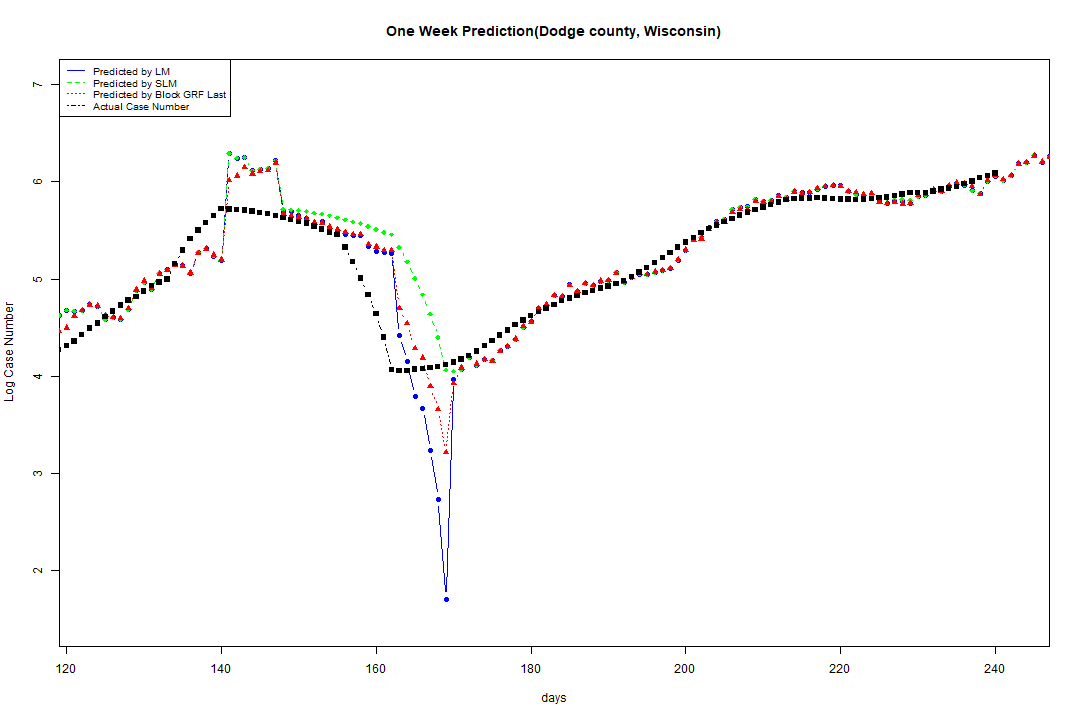 One Week Prediction(Dodge county, Wisconsin)
Predicted by LM
Predicted by SLM
Predicted by Block GRF Last
Actual Case Number
7
6
5
4
3
2
Log Case Number
120 140 160 180 200 220 240
days